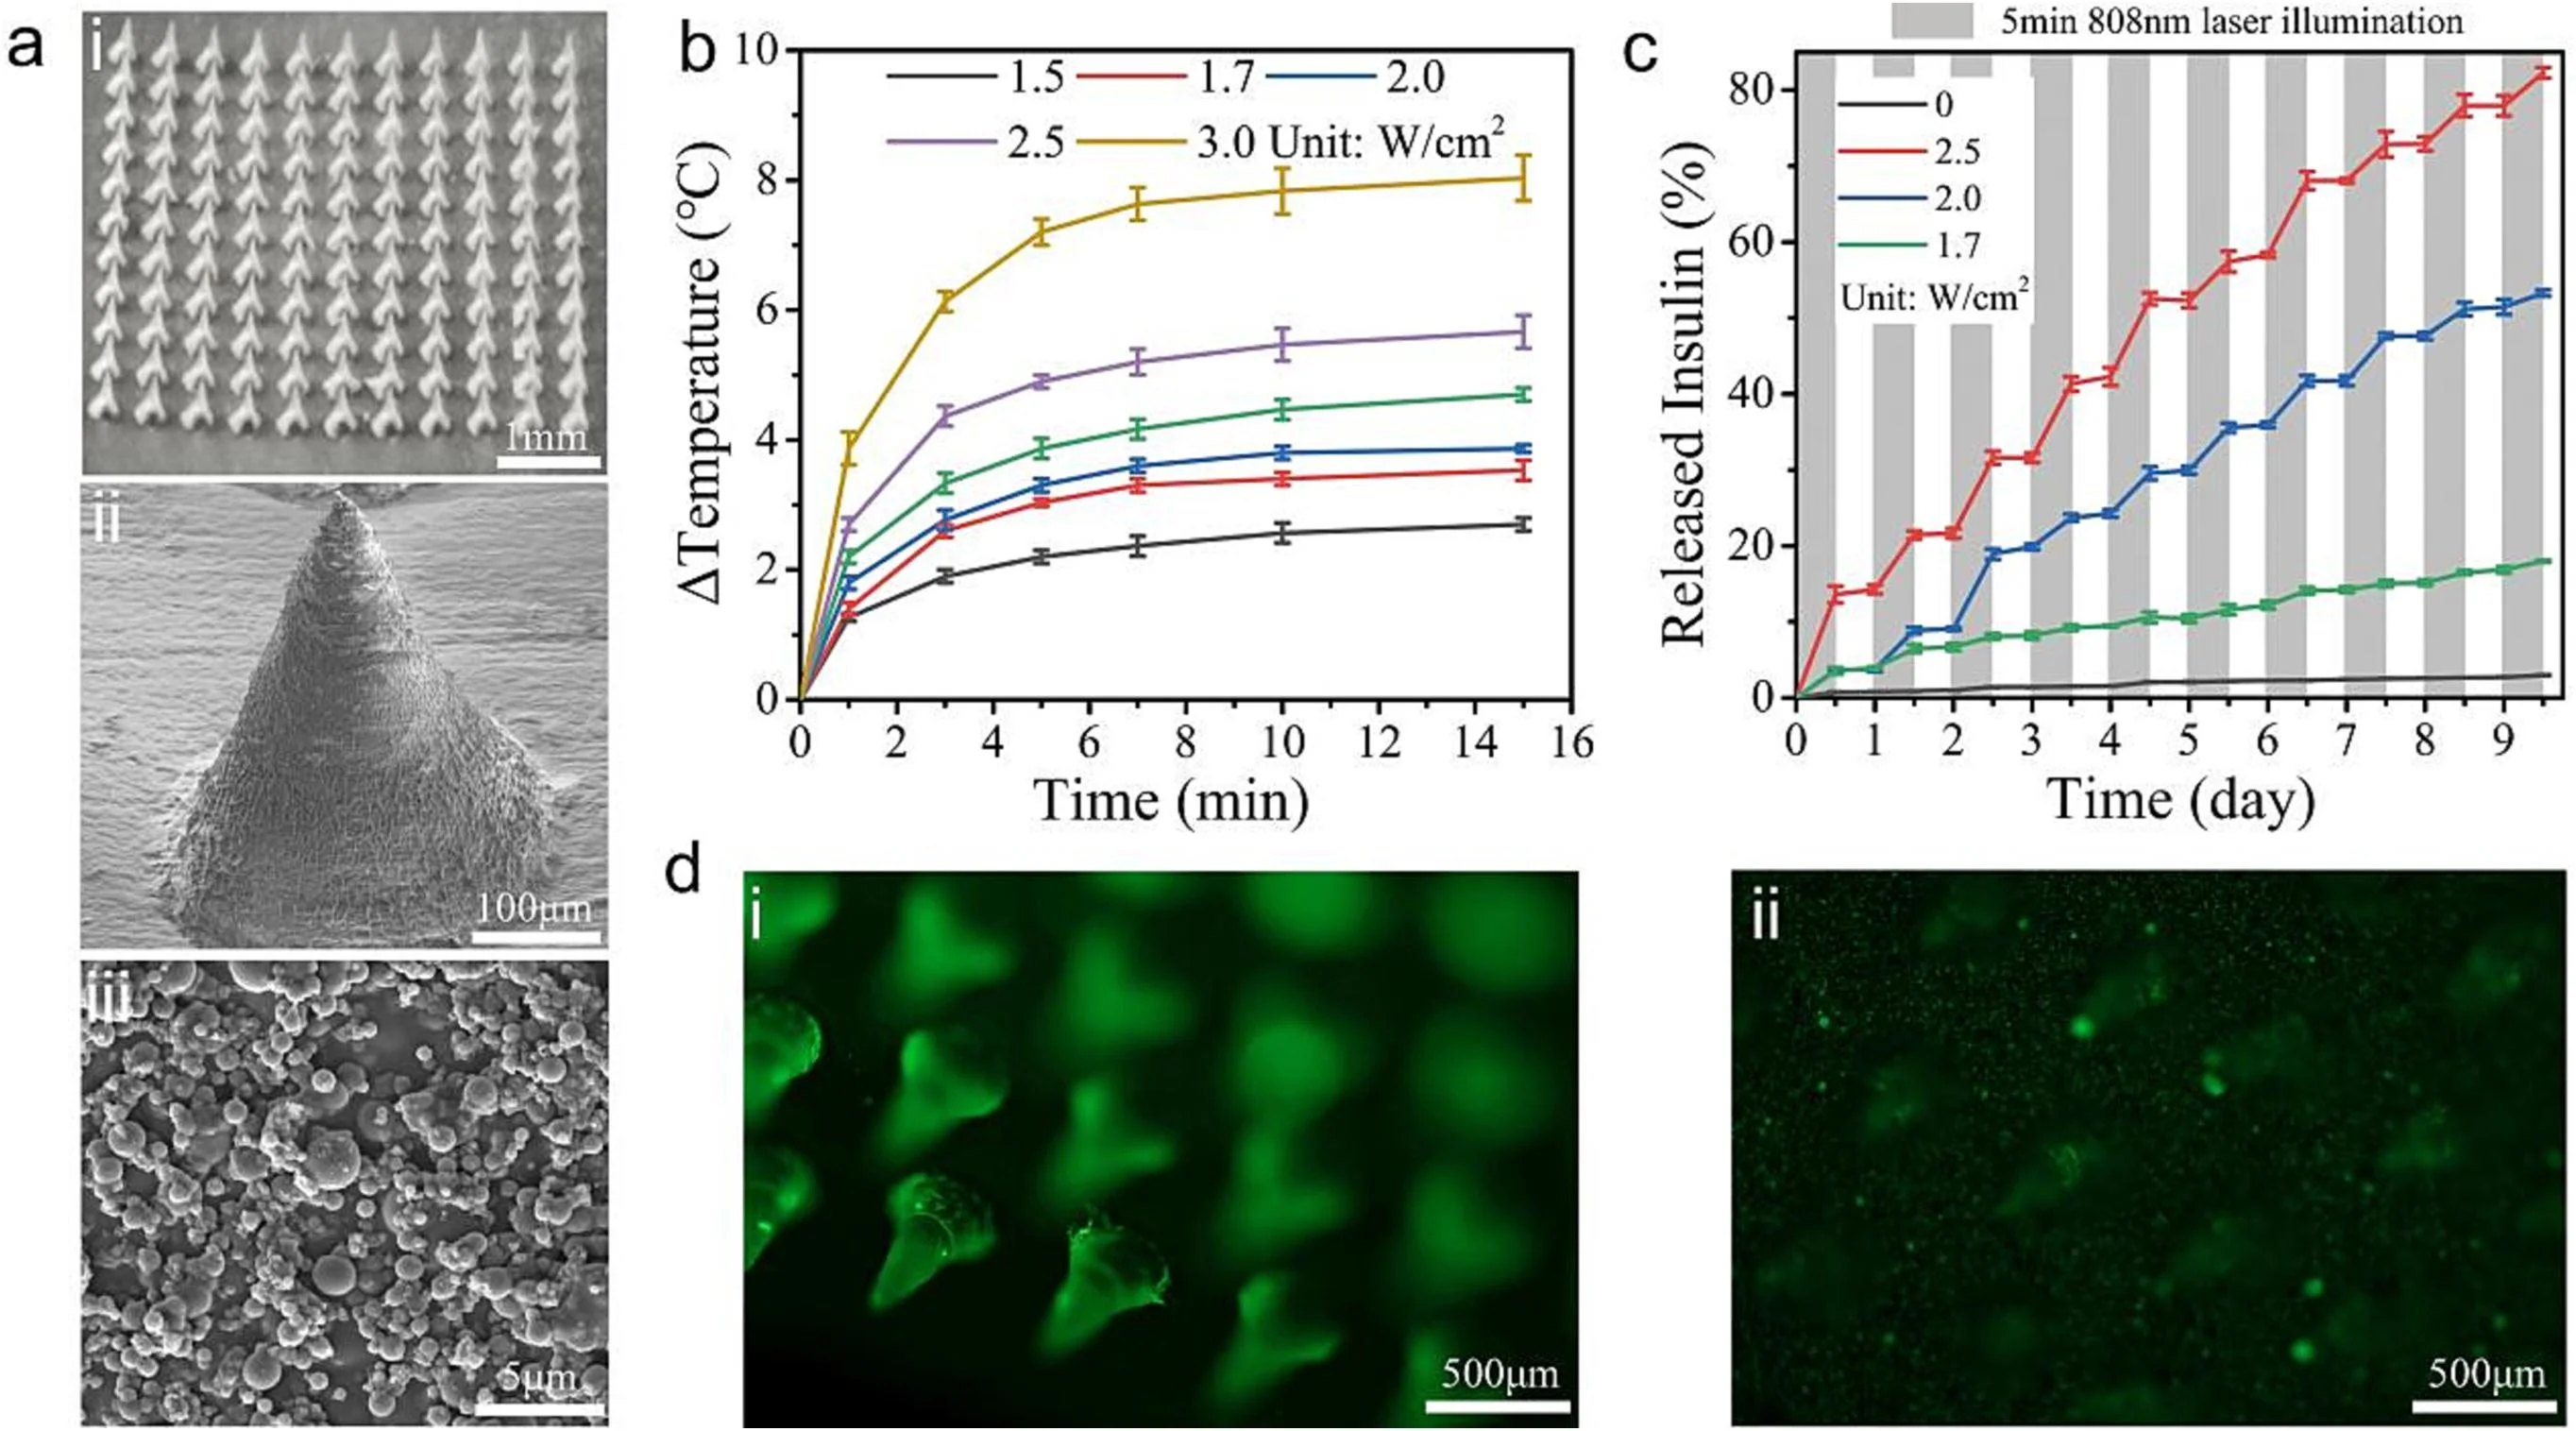 a
i
1mm
ii
100μm
iii
5μm
b
10
8
6
4
2
0
1.5 1.7 2.0
2.5 3.0 Unit: W/cm²
ΔTemperature (°C)
0 2 4 6 8 10 12 14 16
Time (min)
c
5min 808nm laser illumination
80
60
40
20
0
0
2.5
2.0
1.7
Unit: W/cm²
Released Insulin (%)
0 1 2 3 4 5 6 7 8 9
Time (day)
d
i
500μm
ii
500μm